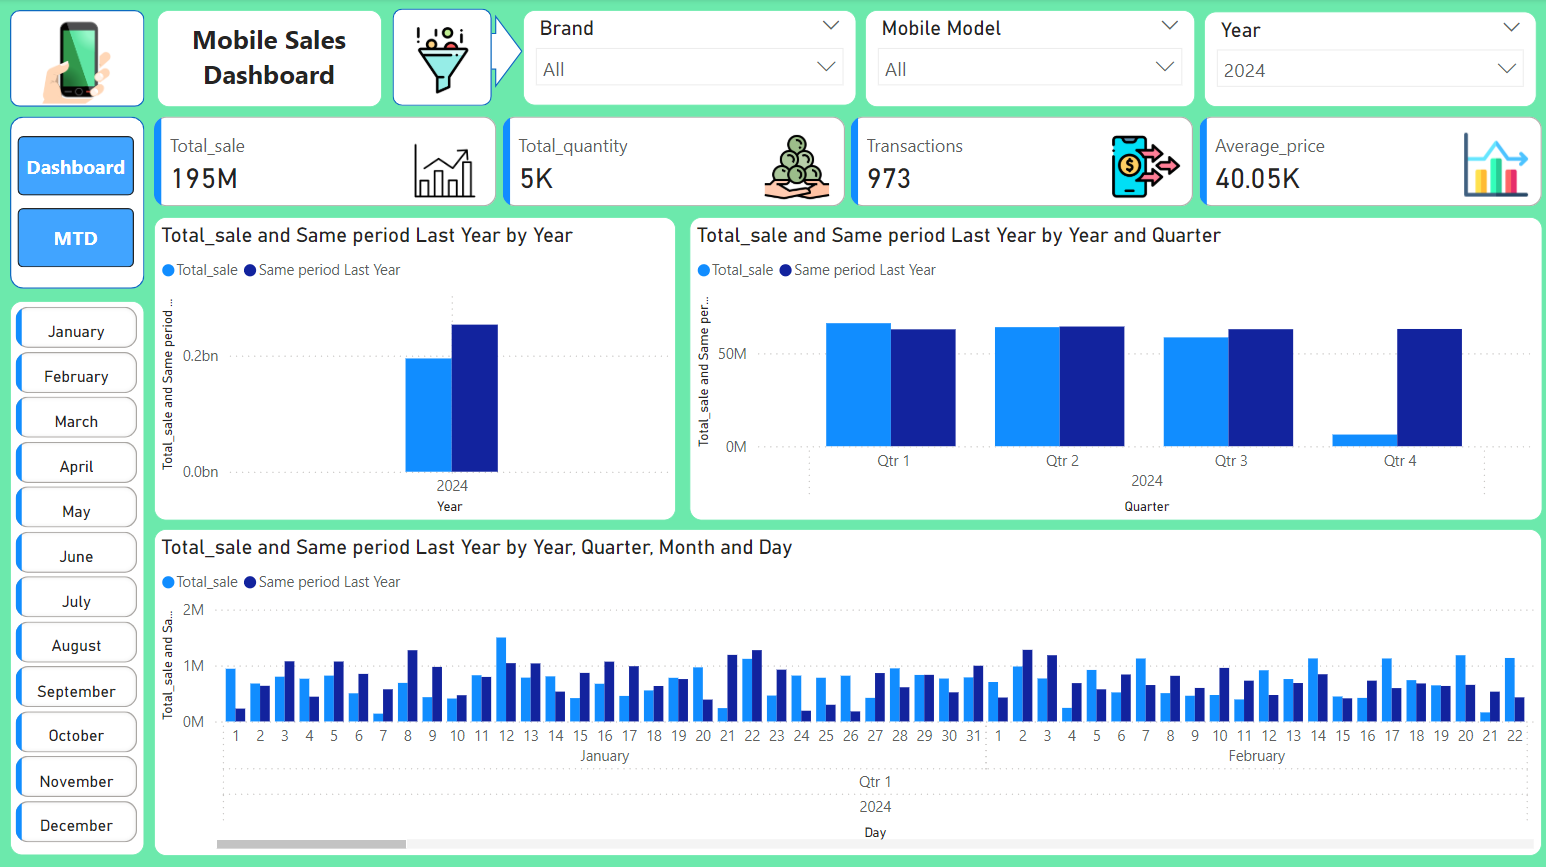 Mobile Sales
Dashboard
Brand
All
Mobile Model
All
Year
2024
Dashboard
MTD
Total_sale
195M
Total_quantity
5K
Transactions
973
Average_price
40.05K
January
February
March
April
May
June
July
August
September
October
November
December
Total_sale and Same period Last Year by Year
Total_sale Same period Last Year
Total_sale and Same period ...
0.2bn
0.0bn
2024
Year
Total_sale and Same period Last Year by Year and Quarter
Total_sale Same period Last Year
Total_sale and Same per...
50M
0M
Qtr 1 Qtr 2 Qtr 3 Qtr 4
2024
Quarter
Total_sale and Same period Last Year by Year, Quarter, Month and Day
Total_sale Same period Last Year
Total_sale and Sa...
2M
1M
0M
1 2 3 4 5 6 7 8 9 10 11 12 13 14 15 16 17 18 19 20 21 22 23 24 25 26 27 28 29 30 31 1 2 3 4 5 6 7 8 9 10 11 12 13 14 15 16 17 18 19 20 21 22
January February
Qtr 1
2024
Day